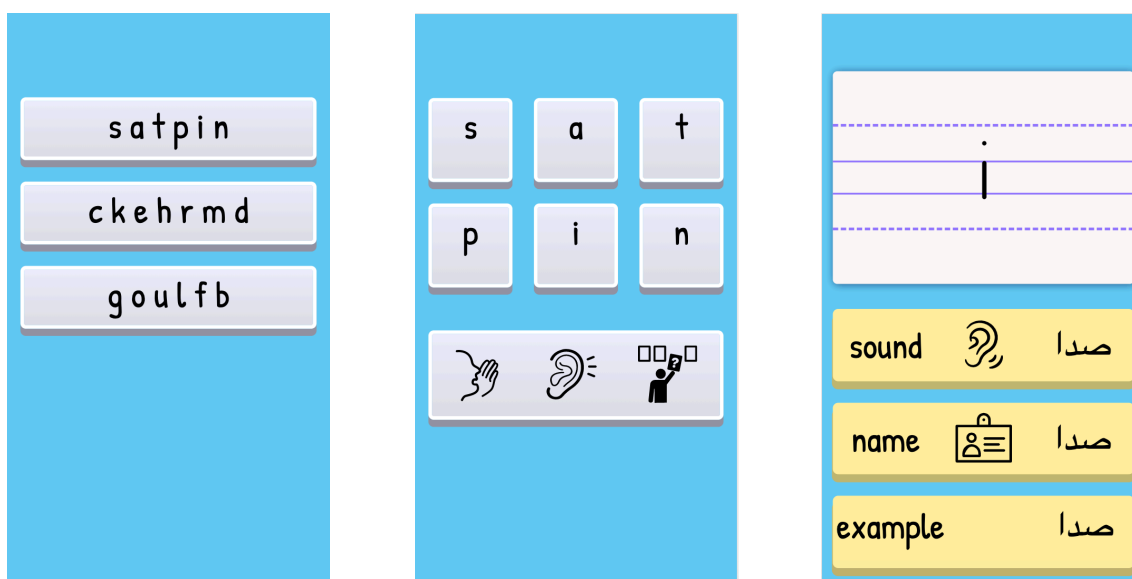 satpin
ckehrmd
goulfb
s a t
p i n
?
i
sound صدا
name صدا
example صدا